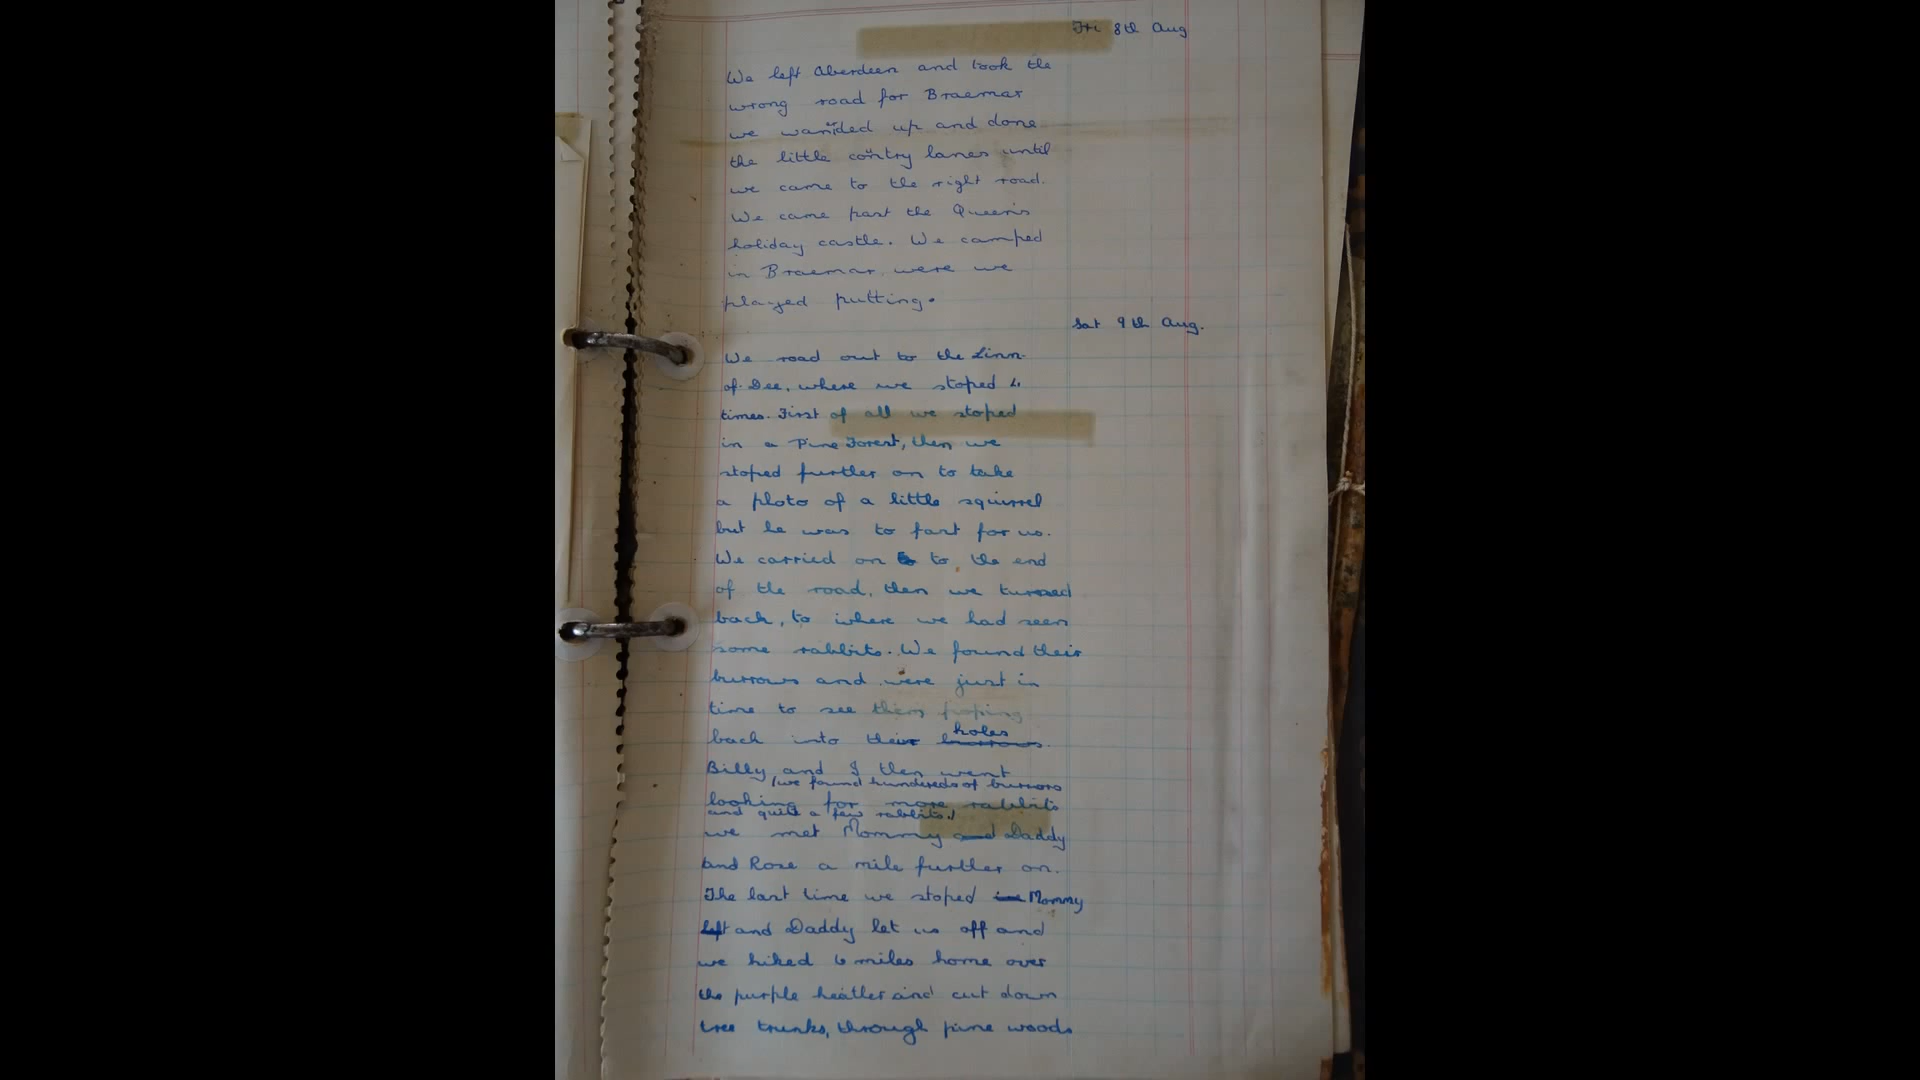 Fri 8th Aug
We left Aberdeen and took the
wrong road for Braemar
we wanderded up and done
the little country lanes until
we came to the right road.
We came past the Queen's
holiday castle. We camped
in Braemar, were we
played putting.
Sat 9th Aug.
We road out to the Linn
of Dee, where we stoped 4
times. First of all we stoped
in a Pine Forest, then we
stoped further on to take
a photo of a little squirrel
but he was to fast for us.
We carried on to the end
of the road, then we turned
back, to where we had seen
some rabbits. We found their
burrows and were just in
time to see them poping
back into their burrows. holes
Billy and I then went
(we found hundreds of burrows
looking for more rabbits
and quite a few rabbits.)
we met Mommy and Daddy
and Rose a mile further on.
The last time we stoped Mommy
left and Daddy let us off and
we hiked 6 miles home over
the purple heather and cut down
tree trunks, through pine woods